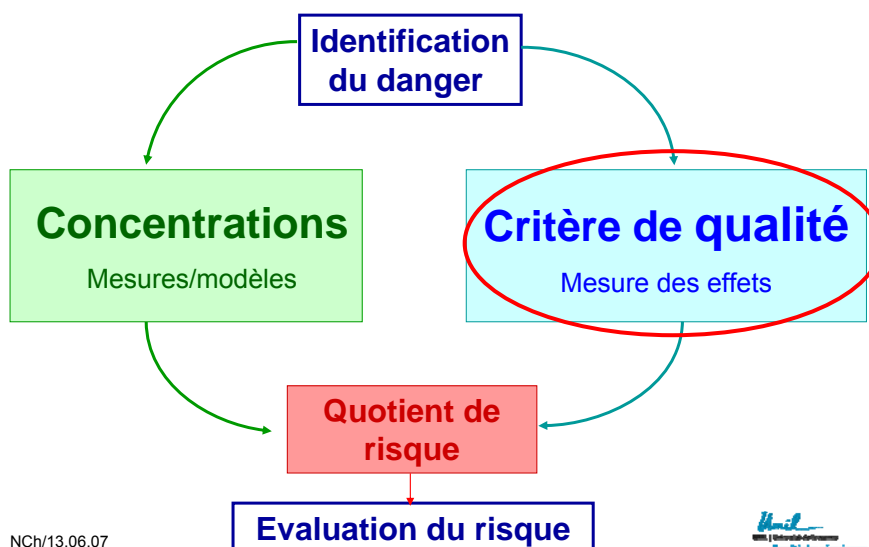 Identification
du danger
Concentrations
Mesures/modèles
Critère de qualité
Mesure des effets
Quotient de
risque
Evaluation du risque
NCh/13.06.07
Unil